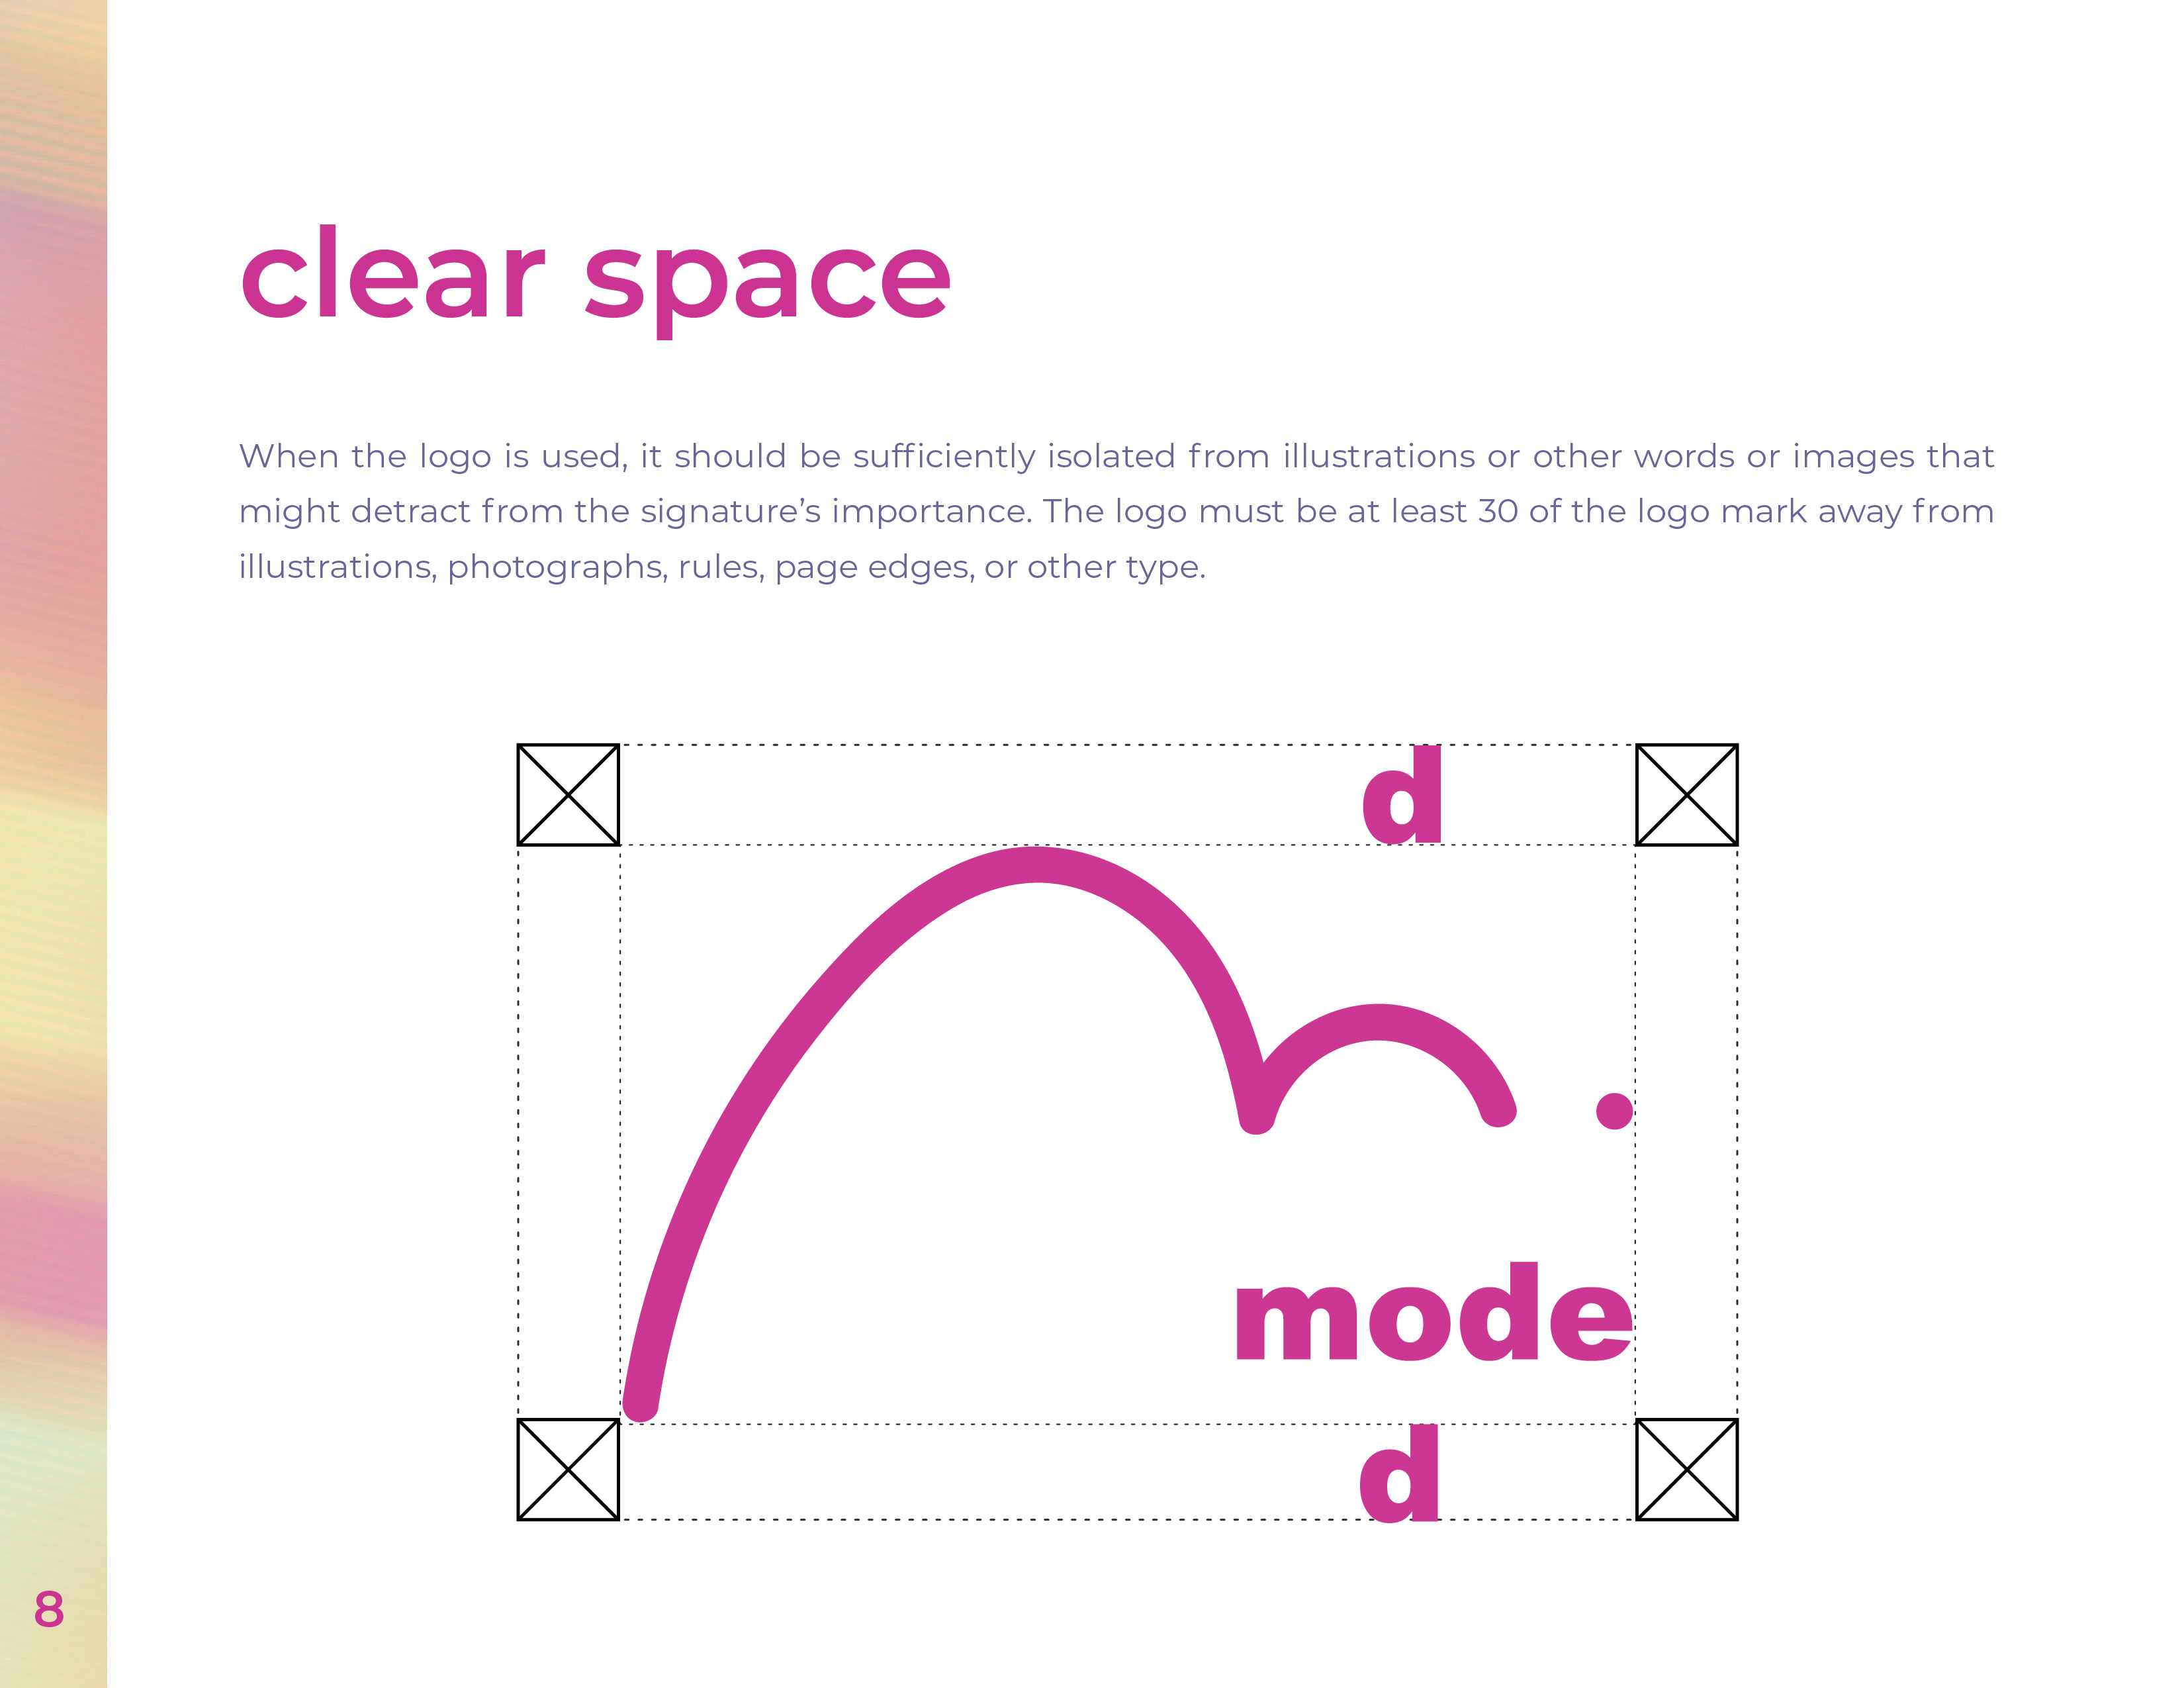 clear space
When the logo is used, it should be sufficiently isolated from illustrations or other words or images that
might detract from the signature’s importance. The logo must be at least 30 of the logo mark away from
illustrations, photographs, rules, page edges, or other type.
d
mode
d
8